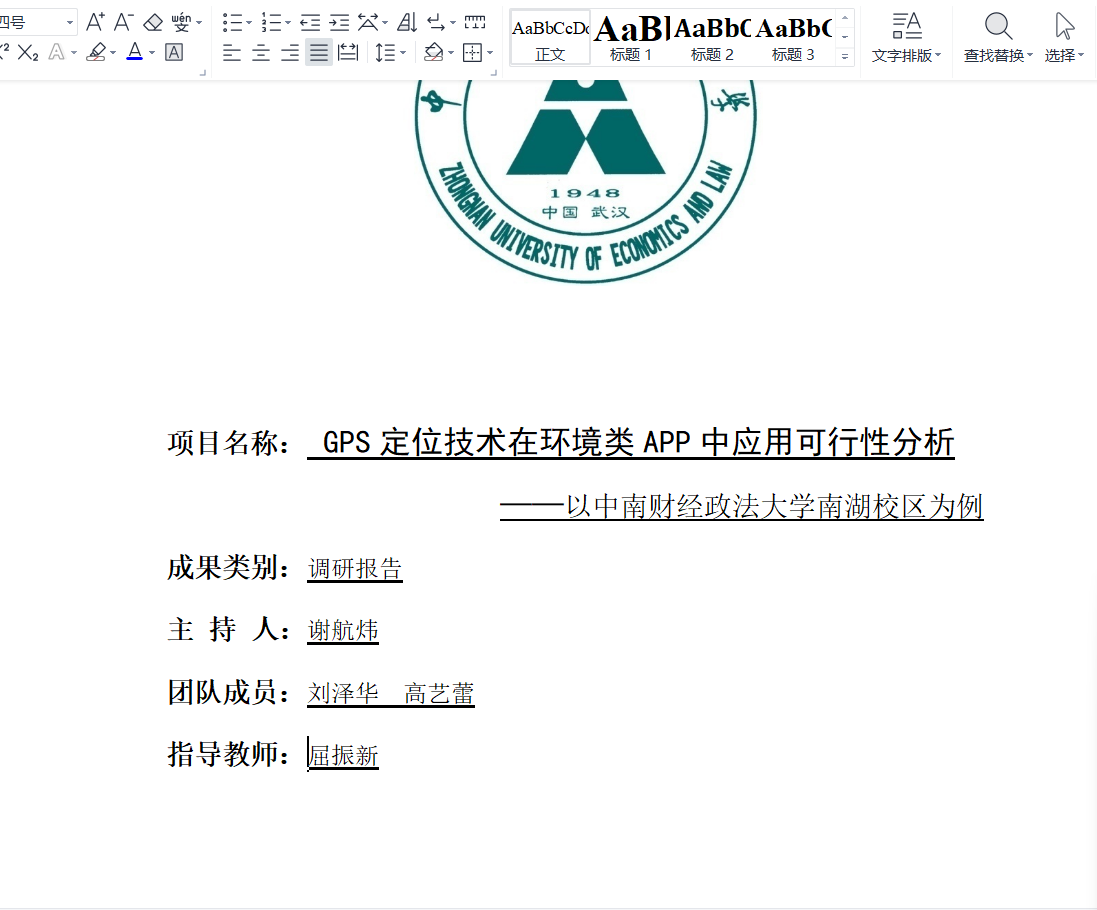 四号 A+ A- wén 变
X2 A A A
AaBbCcDd AaBl AaBbC AaBbC
正文 标题 1 标题 2 标题 3 文字排版 查找替换 选择
1948
中国 武汉
ZHONGNAN UNIVERSITY OF ECONOMICS AND LAW
项目名称: GPS 定位技术在环境类 APP 中应用可行性分析
——以中南财经政法大学南湖校区为例
成果类别:调研报告
主 持 人:谢航炜
团队成员:刘泽华 高艺蕾
指导教师:屈振新